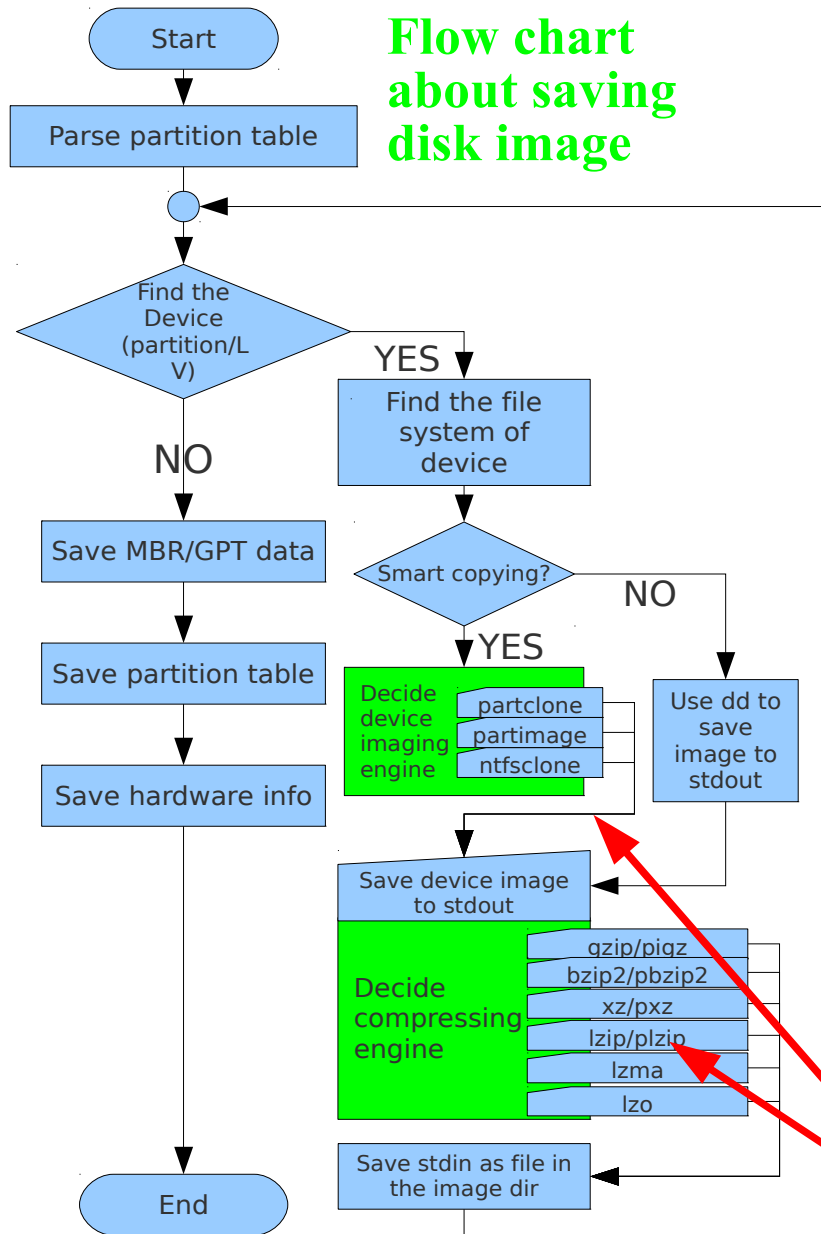 Start
Flow chart
about saving
disk image
Parse partition table
Find the
Device
(partition/L
V)
YES
Find the file
system of
device
NO
Save MBR/GPT data
Smart copying?
NO
YES
Save partition table
Decide
device
imaging
engine
partclone
partimage
ntfsclone
Use dd to
save
image to
stdout
Save hardware info
Save device image
to stdout
Decide
compressing
engine
gzip/pigz
bzip2/pbzip2
xz/pxz
lzip/plzip
lzma
lzo
Save stdin as file in
the image dir
End